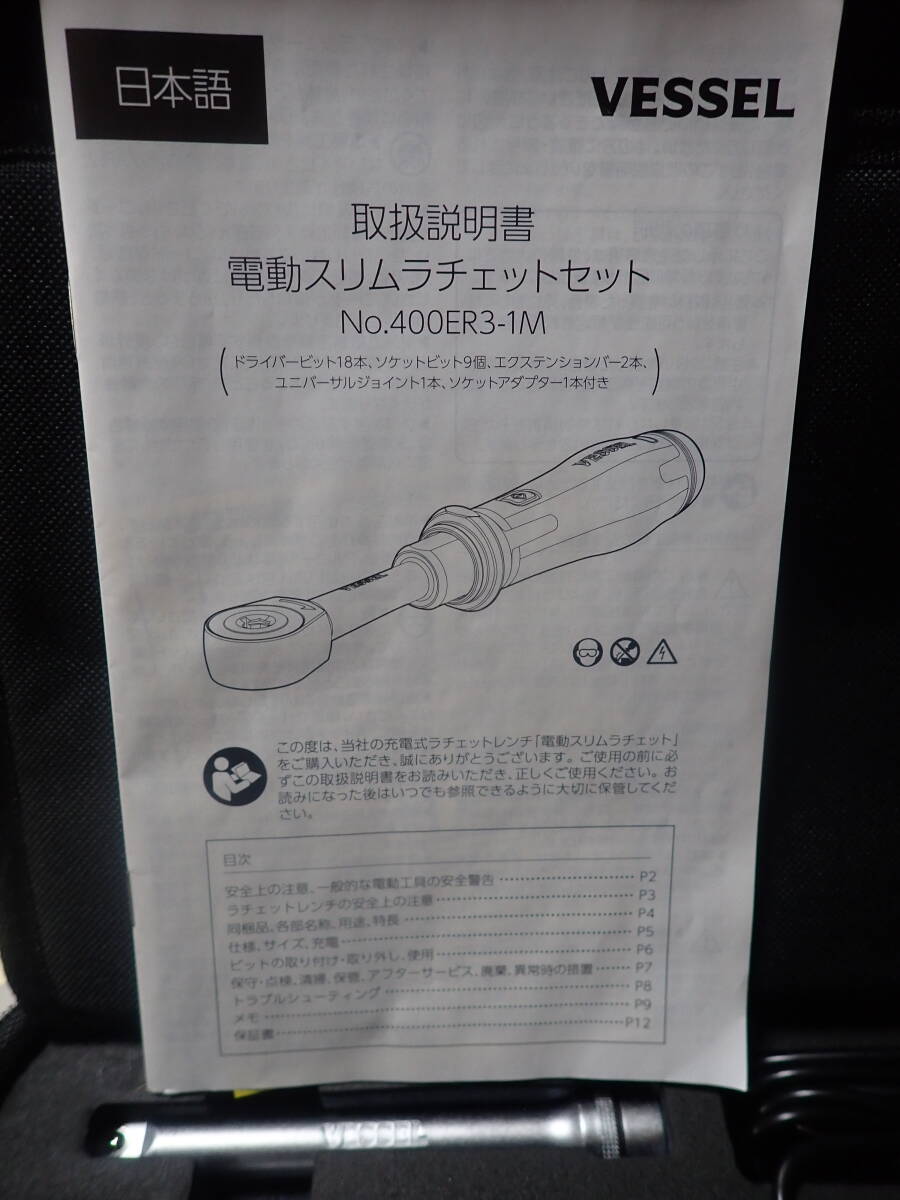 日本語
VESSEL
取扱説明書
電動スリムラチェットセット
No.400ER3-1M
(ドライバービット18本、ソケットビット9個、エクステンションバー2本、
ユニバーサルジョイント1本、ソケットアダプター1本付き)
VESSEL
VESSEL
この度は、当社の充電式ラチェットレンチ「電動スリムラチェット」
をご購入いただき、誠にありがとうございます。ご使用の前に必
ずこの取扱説明書をお読みいただき、正しくご使用ください。お
読みになった後はいつでも参照できるように大切に保管してくだ
さい。
目次
安全上の注意、一般的な電動工具の安全警告 P2
ラチェットレンチの安全上の注意 P3
同梱品、各部名称、用途、特長 P4
仕様、サイズ、充電 P5
ビットの取り付け・取り外し、使用 P6
保守・点検、清掃、保管、アフターサービス、廃棄、異常時の措置 P7
トラブルシューティング P8
メモ P9
保証書 P12
VESSEL